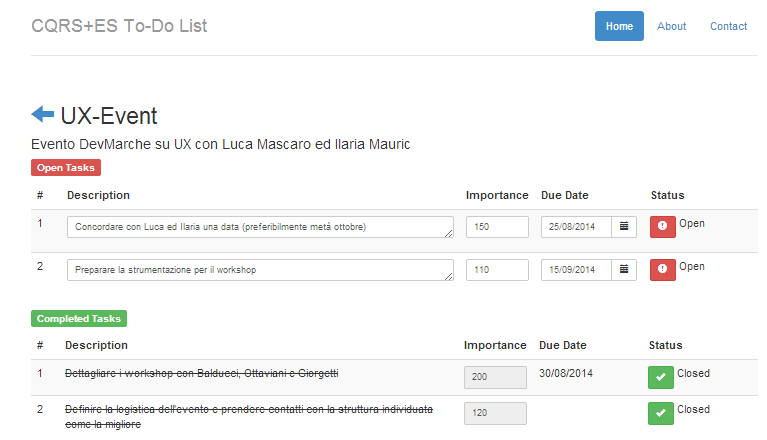 CQRS+ES To-Do List Home About Contact
UX-Event
Evento DevMarche su UX con Luca Mascaro ed Ilaria Mauric
Open Tasks
# Description Importance Due Date Status
1 Concordare con Luca ed Ilaria una data (preferibilmente metá ottobre) 150 25/08/2014 Open
2 Preparare la strumentazione per il workshop 110 15/09/2014 Open
Completed Tasks
# Description Importance Due Date Status
1 Dettagliare i workshop con Balducci, Ottaviani e Giorgetti 200 30/08/2014 Closed
2 Definire la logistica dell'evento e prendere contatti con la struttura individuata 120 Closed
come la migliore